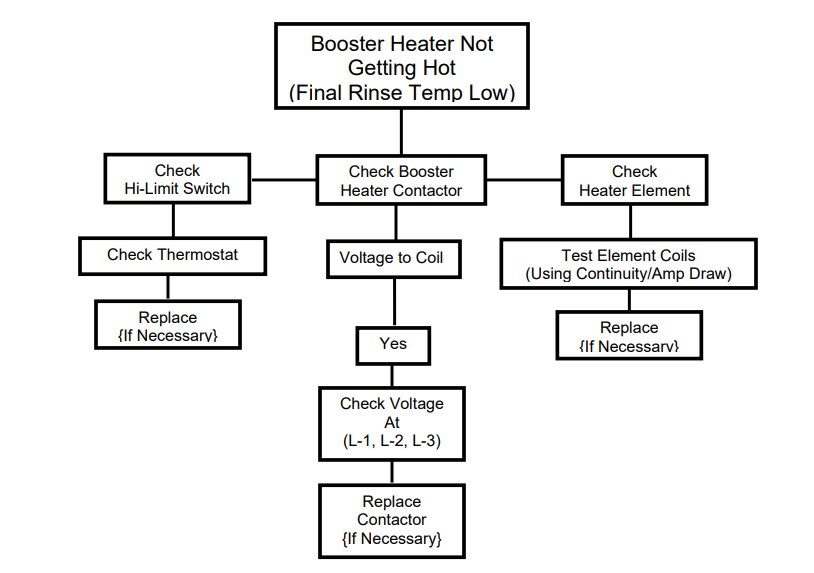 Booster Heater Not
Getting Hot
(Final Rinse Temp Low)
Check
Hi-Limit Switch
Check Booster
Heater Contactor
Check
Heater Element
Check Thermostat
Voltage to Coil
Test Element Coils
(Using Continuity/Amp Draw)
Replace
{If Necessary}
Yes
Replace
{If Necessary}
Check Voltage
At
(L-1, L-2, L-3)
Replace
Contactor
{If Necessary}